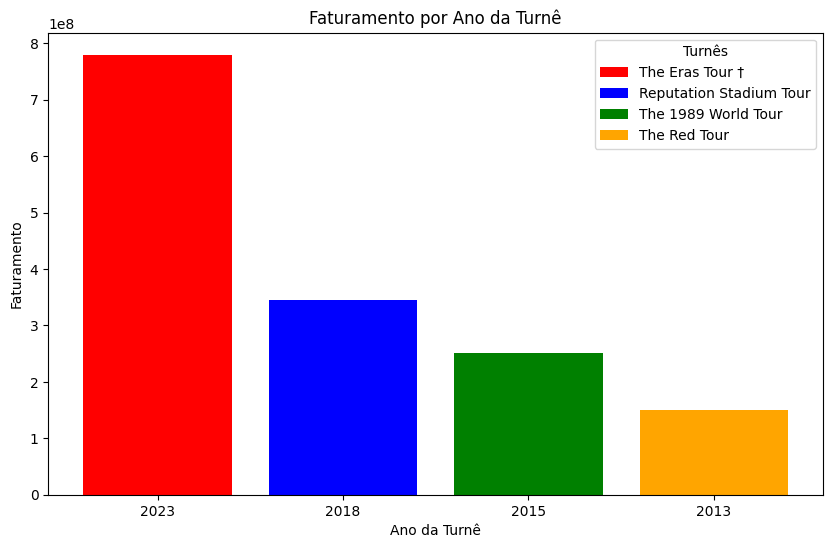 Faturamento por Ano da Turnê
1e8
8
7
6
5
4
3
2
1
0
Faturamento
Turnês
The Eras Tour †
Reputation Stadium Tour
The 1989 World Tour
The Red Tour
2023 2018 2015 2013
Ano da Turnê